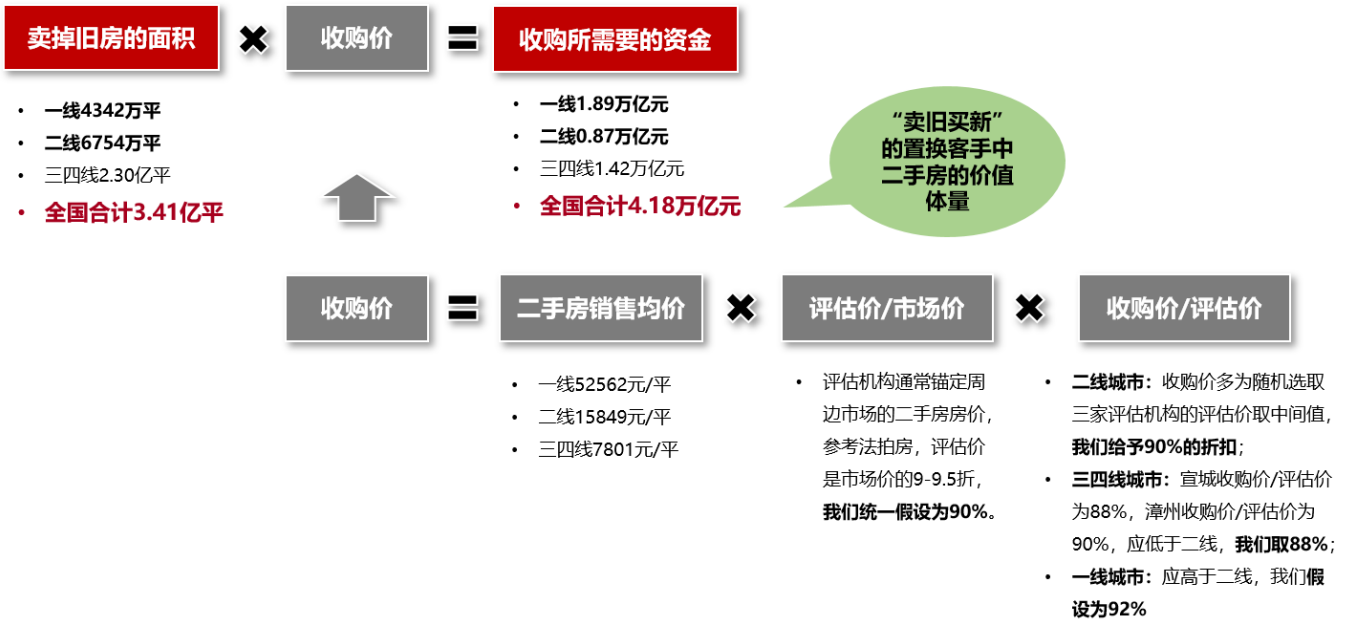 卖掉旧房的面积
收购价
收购所需要的资金
• 一线4342万平
• 二线6754万平
• 三四线2.30亿平
• 全国合计3.41亿平
• 一线1.89万亿元
• 二线0.87万亿元
• 三四线1.42万亿元
• 全国合计4.18万亿元
“卖旧买新”
的置换客手中
二手房的价值
体量
收购价
二手房销售均价
评估价/市场价
收购价/评估价
• 一线52562元/平
• 二线15849元/平
• 三四线7801元/平
• 评估机构通常锚定周
边市场的二手房房价，
参考法拍房，评估价
是市场价的9-9.5折，
我们统一假设为90%。
• 二线城市：收购价多为随机选取
三家评估机构的评估价取中间值，
我们给予90%的折扣；
• 三四线城市：宣城收购价/评估价
为88%，漳州收购价/评估价为
90%，应低于二线，我们取88%；
• 一线城市：应高于二线，我们假
设为92%